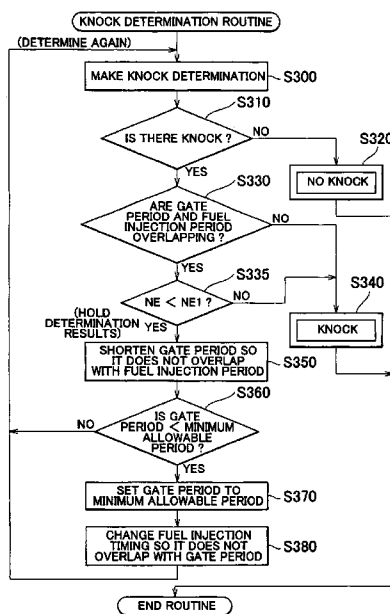 KNOCK DETERMINATION ROUTINE
(DETERMINE AGAIN)
MAKE KNOCK DETERMINATION
S300
S310
IS THERE KNOCK ?
NO
YES
S320
NO KNOCK
S330
ARE GATE
PERIOD AND FUEL
INJECTION PERIOD
OVERLAPPING ?
NO
YES
S335
NE < NE1 ?
NO
YES
S340
KNOCK
(HOLD
DETERMINATION
RESULTS)
S350
SHORTEN GATE PERIOD SO
IT DOES NOT OVERLAP
WITH FUEL INJECTION PERIOD
S360
IS GATE
PERIOD < MINIMUM
ALLOWABLE
PERIOD
?
NO
YES
S370
SET GATE PERIOD TO
MINIMUM ALLOWABLE PERIOD
S380
CHANGE FUEL INJECTION
TIMING SO IT DOES NOT
OVERLAP WITH GATE PERIOD
END ROUTINE